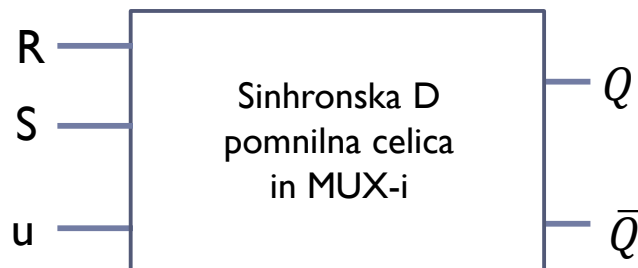 R
S
u
Sinhronska D
pomnilna celica
in MUX-i
Q
Q̅